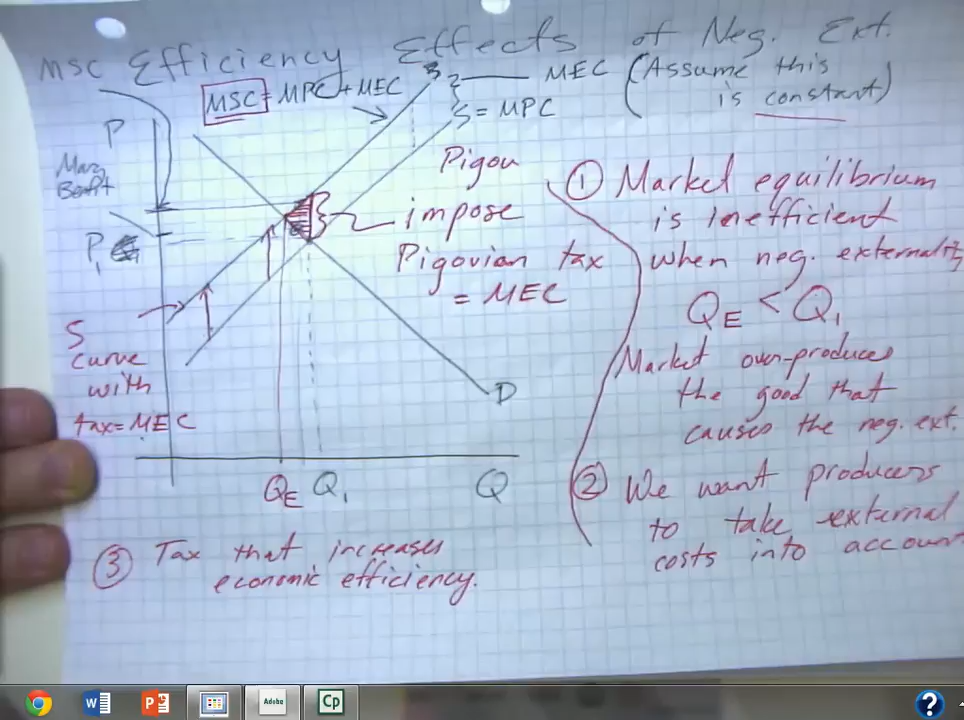 Efficiency Effects of Neg. Ext.
MSC
MSC = MPC + MEC
MEC (Assume this
is constant)
S = MPC
P
Marg
Benft
P1
Pigou
impose
Pigovian tax
= MEC
S
curve
with
tax = MEC
D
QE Q1 Q
① Market equilibrium
is inefficient
when neg. externality
QE < Q1
Market over-produces
the good that
causes the neg. ext.
② We want producers
to take external
costs into account
③ Tax that increases
economic efficiency.
W
P
Adobe
Cp
?